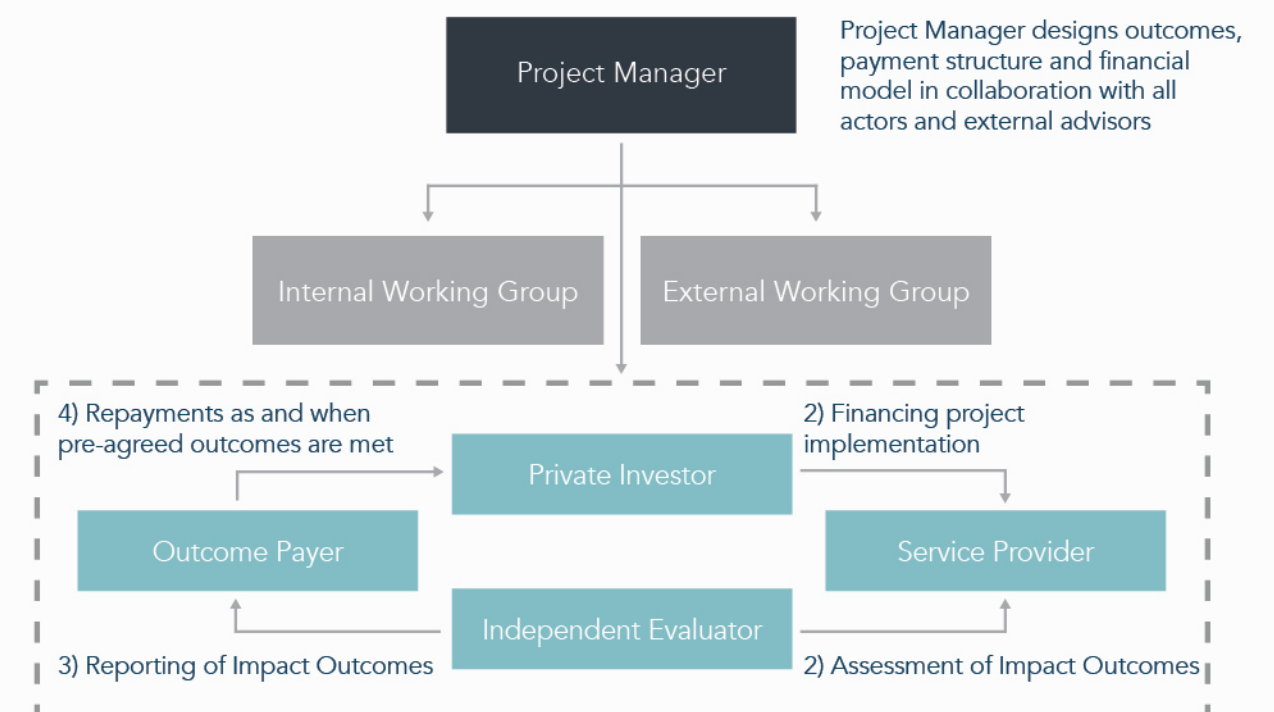 Project Manager
Project Manager designs outcomes,
payment structure and financial
model in collaboration with all
actors and external advisors
Internal Working Group
External Working Group
4) Repayments as and when
pre-agreed outcomes are met
2) Financing project
implementation
Private Investor
Outcome Payer
Service Provider
Independent Evaluator
3) Reporting of Impact Outcomes
2) Assessment of Impact Outcomes